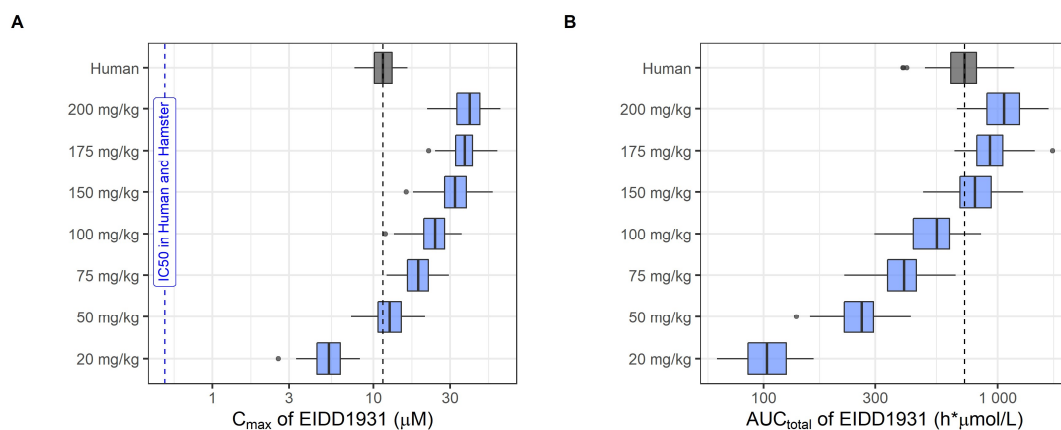 A
Human
200 mg/kg
175 mg/kg
150 mg/kg
100 mg/kg
75 mg/kg
50 mg/kg
20 mg/kg
IC50 in Human and Hamster
1 3 10 30
Cmax of EIDD1931 (μM)
B
Human
200 mg/kg
175 mg/kg
150 mg/kg
100 mg/kg
75 mg/kg
50 mg/kg
20 mg/kg
100 300 1 000
AUCtotal of EIDD1931 (h*μmol/L)